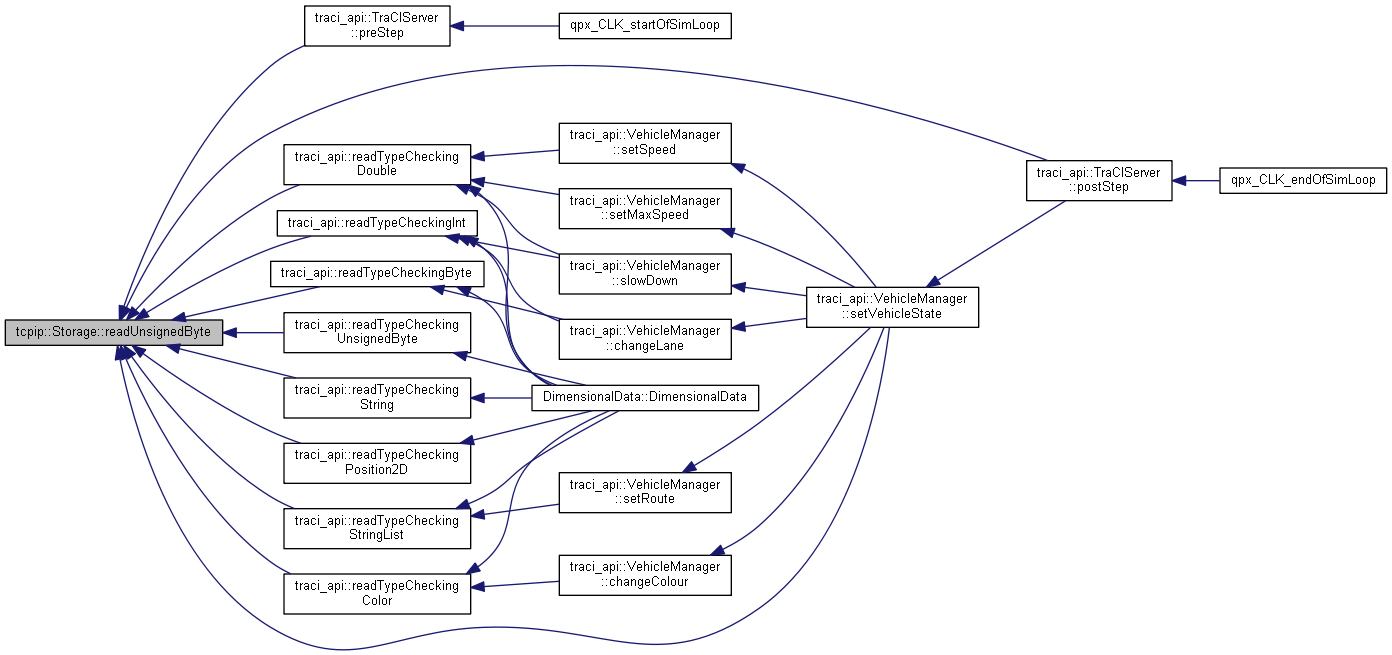 traci_api::TraCIServer
::preStep
qpx_CLK_startOfSimLoop
traci_api::VehicleManager
::setSpeed
traci_api::readTypeChecking
Double
traci_api::TraCIServer
::postStep
qpx_CLK_endOfSimLoop
traci_api::VehicleManager
::setMaxSpeed
traci_api::readTypeCheckingInt
traci_api::VehicleManager
::slowDown
traci_api::readTypeCheckingByte
traci_api::VehicleManager
::setVehicleState
tcpip::Storage::readUnsignedByte
traci_api::readTypeChecking
UnsignedByte
traci_api::VehicleManager
::changeLane
traci_api::readTypeChecking
String
DimensionalData::DimensionalData
traci_api::readTypeChecking
Position2D
traci_api::VehicleManager
::setRoute
traci_api::readTypeChecking
StringList
traci_api::VehicleManager
::changeColour
traci_api::readTypeChecking
Color